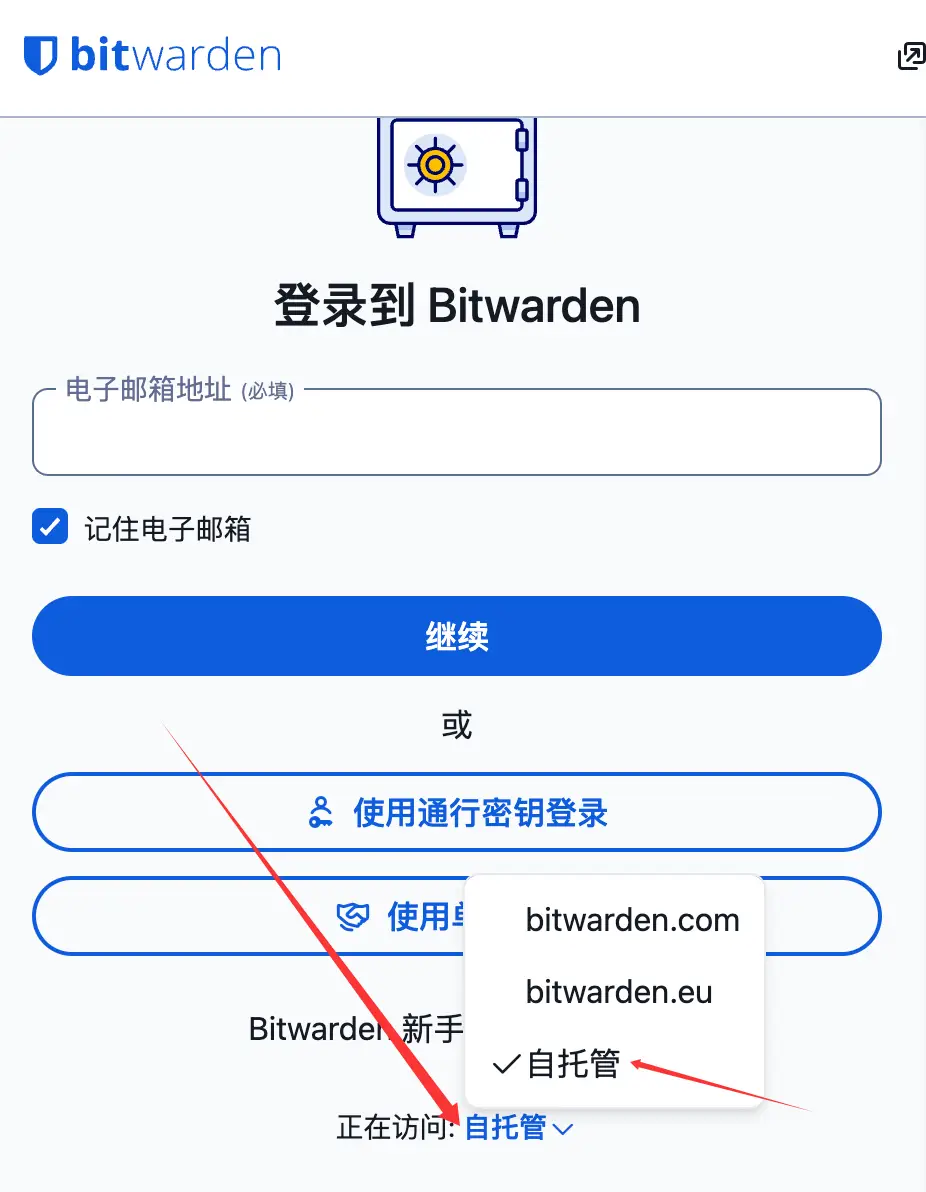 bitwarden
登录到 Bitwarden
电子邮箱地址 (必填)
记住电子邮箱
继续
或
使用通行密钥登录
使用
bitwarden.com
bitwarden.eu
Bitwarden 新手
自托管
正在访问: 自托管